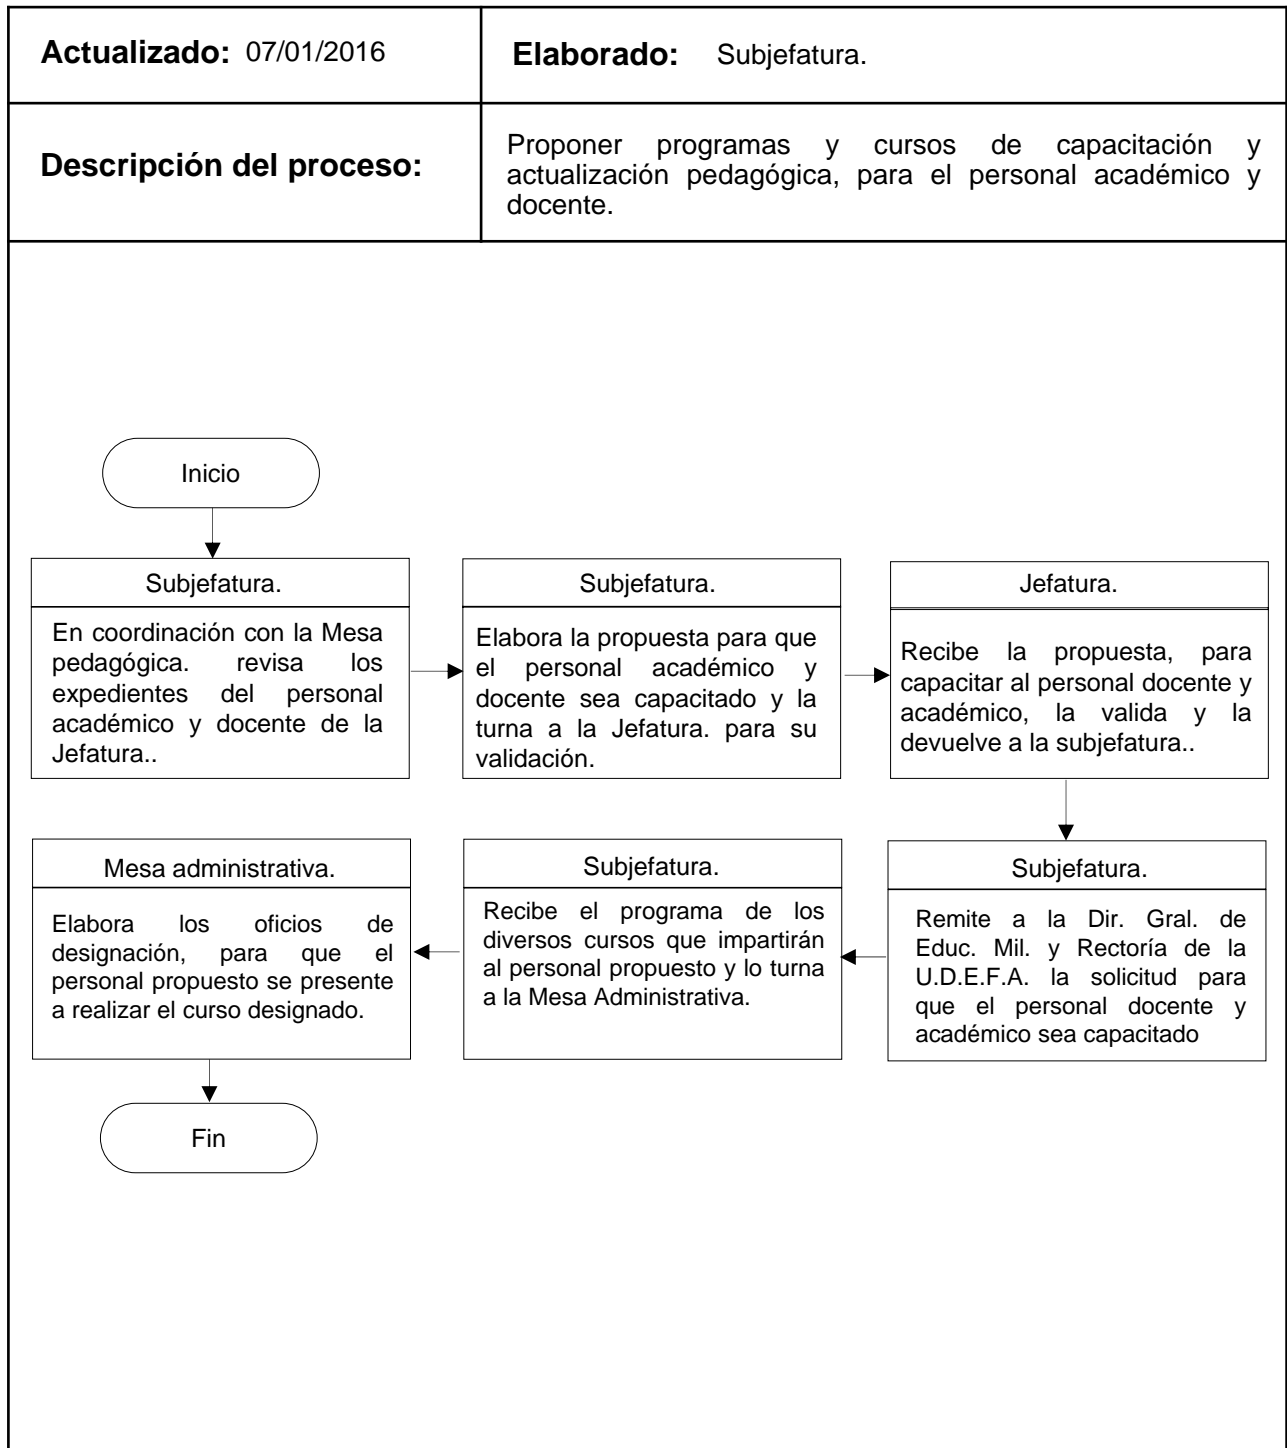 Actualizado: 07/01/2016
Elaborado: Subjefatura.
Descripción del proceso:
Proponer programas y cursos de capacitación y
actualización pedagógica, para el personal académico y
docente.
Inicio
Subjefatura.
En coordinación con la Mesa
pedagógica. revisa los
expedientes del personal
académico y docente de la
Jefatura..
Subjefatura.
Elabora la propuesta para que
el personal académico y
docente sea capacitado y la
turna a la Jefatura. para su
validación.
Jefatura.
Recibe la propuesta, para
capacitar al personal docente y
académico, la valida y la
devuelve a la subjefatura..
Subjefatura.
Remite a la Dir. Gral. de
Educ. Mil. y Rectoría de la
U.D.E.F.A. la solicitud para
que el personal docente y
académico sea capacitado
Subjefatura.
Recibe el programa de los
diversos cursos que impartirán
al personal propuesto y lo turna
a la Mesa Administrativa.
Mesa administrativa.
Elabora los oficios de
designación, para que el
personal propuesto se presente
a realizar el curso designado.
Fin